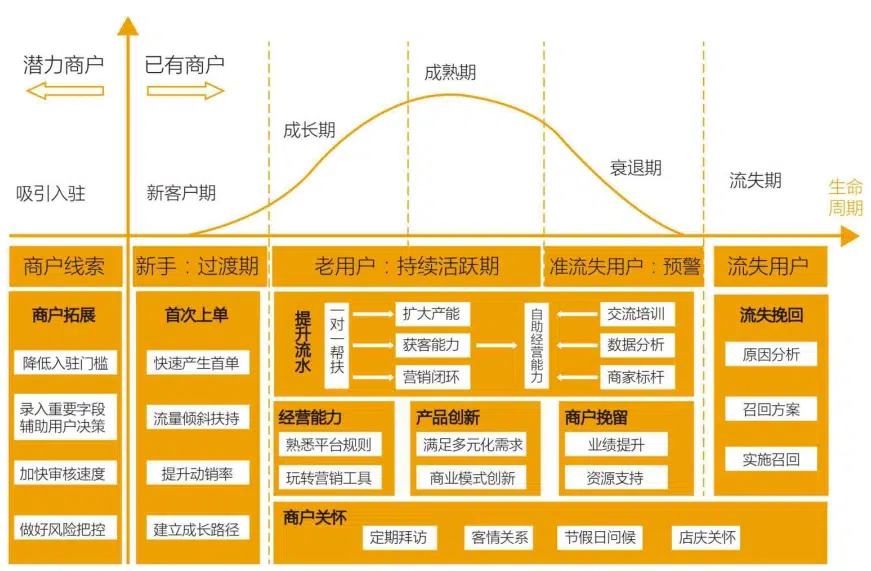 潜力商户
已有商户
成熟期
成长期
衰退期
吸引入驻
新客户期
流失期
生命
周期
商户线索
新手：过渡期
老用户：持续活跃期
准流失用户：预警
流失用户
商户拓展
降低入驻门槛
录入重要字段
辅助用户决策
加快审核速度
做好风险把控
首次上单
快速产生首单
流量倾斜扶持
提升动销率
建立成长路径
提升流水
一对一帮扶
扩大产能
获客能力
营销闭环
自助经营能力
交流培训
数据分析
商家标杆
经营能力
熟悉平台规则
玩转营销工具
产品创新
满足多元化需求
商业模式创新
商户挽留
业绩提升
资源支持
流失挽回
原因分析
召回方案
实施召回
商户关怀
定期拜访
客情关系
节假日问候
店庆关怀